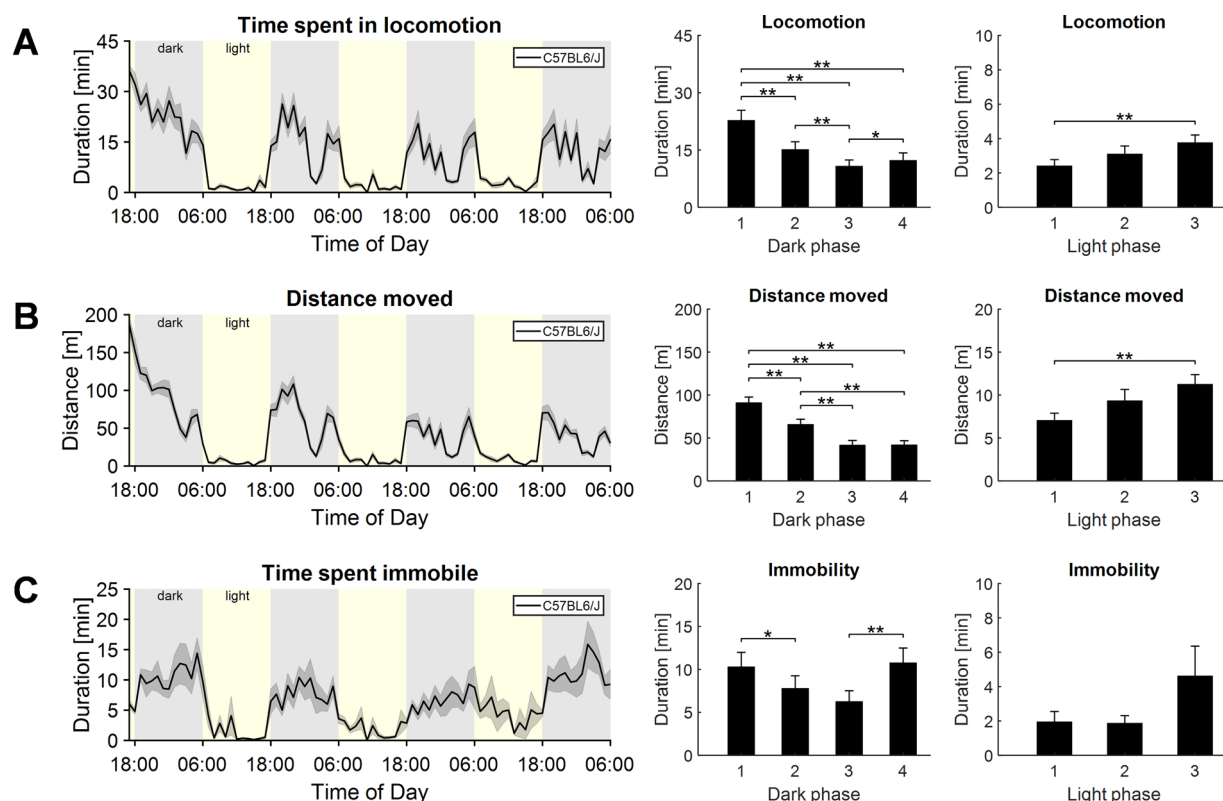 A
Time spent in locomotion
dark light
C57BL6/J
Duration [min]
45
30
15
0
18:00 06:00 18:00 06:00 18:00 06:00 18:00 06:00
Time of Day
Locomotion
Duration [min]
45
30
15
0
**
**
**
**
*
1 2 3 4
Dark phase
Locomotion
Duration [min]
10
8
6
4
2
0
**
1 2 3
Light phase
B
Distance moved
dark light
C57BL6/J
Distance [m]
200
150
100
50
0
18:00 06:00 18:00 06:00 18:00 06:00 18:00 06:00
Time of Day
Distance moved
Distance [m]
200
150
100
50
0
**
**
**
**
**
1 2 3 4
Dark phase
Distance moved
Distance [m]
20
15
10
5
0
**
1 2 3
Light phase
C
Time spent immobile
dark light
C57BL6/J
Duration [min]
25
20
15
10
5
0
18:00 06:00 18:00 06:00 18:00 06:00 18:00 06:00
Time of Day
Immobility
Duration [min]
20
15
10
5
0
*
**
1 2 3 4
Dark phase
Immobility
Duration [min]
10
8
6
4
2
0
1 2 3
Light phase